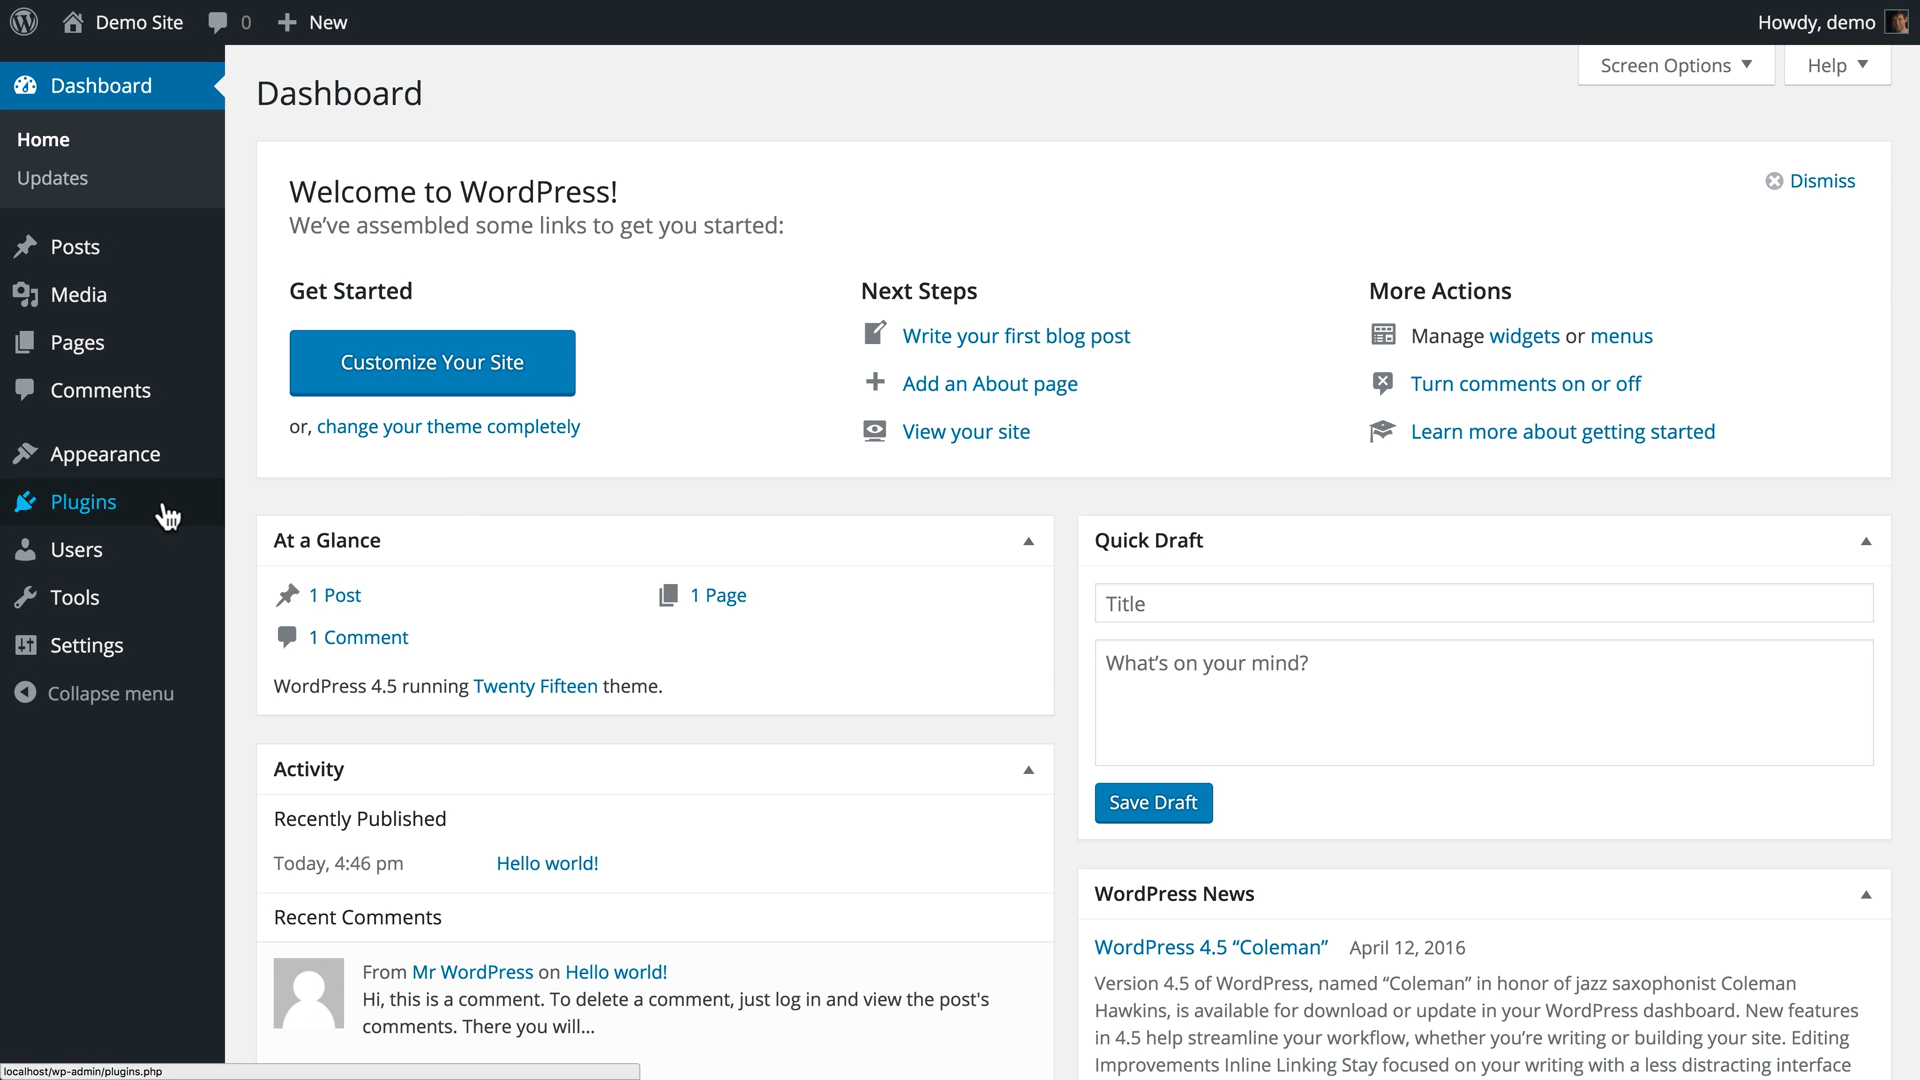 Demo Site
0
New
Howdy, demo
Screen Options
Help
Dashboard
Home
Updates
Posts
Media
Pages
Comments
Appearance
Plugins
Users
Tools
Settings
Collapse menu
Dashboard
Welcome to WordPress!
We’ve assembled some links to get you started:
Dismiss
Get Started
Customize Your Site
or, change your theme completely
Next Steps
Write your first blog post
Add an About page
View your site
More Actions
Manage widgets or menus
Turn comments on or off
Learn more about getting started
At a Glance
1 Post
1 Page
1 Comment
WordPress 4.5 running Twenty Fifteen theme.
Activity
Recently Published
Today, 4:46 pm
Hello world!
Recent Comments
From Mr WordPress on Hello world!
Hi, this is a comment. To delete a comment, just log in and view the post's
comments. There you will...
Quick Draft
Title
What’s on your mind?
Save Draft
WordPress News
WordPress 4.5 “Coleman” April 12, 2016
Version 4.5 of WordPress, named “Coleman” in honor of jazz saxophonist Coleman
Hawkins, is available for download or update in your WordPress dashboard. New features
in 4.5 help streamline your workflow, whether you’re writing or building your site. Editing
Improvements Inline Linking Stay focused on your writing with a less distracting interface
localhost/wp-admin/plugins.php